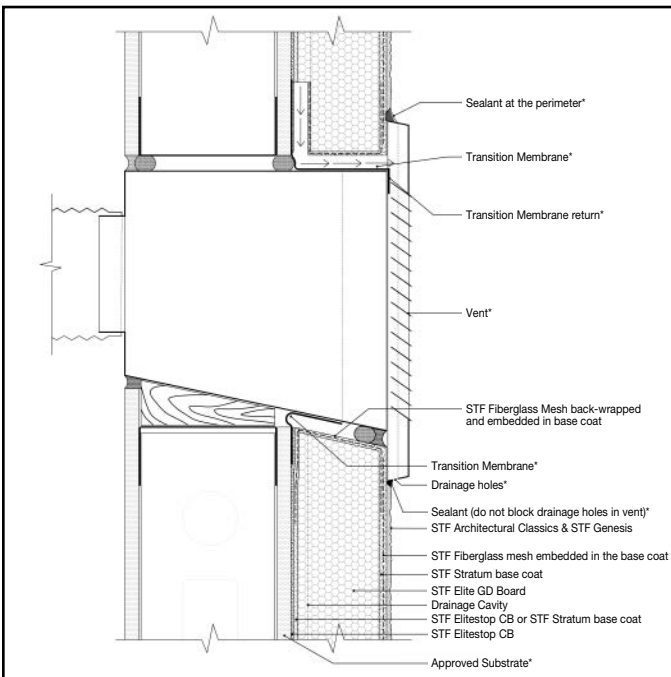 Sealant at the perimeter*
Transition Membrane*
Transition Membrane return*
Vent*
STF Fiberglass Mesh back-wrapped
and embedded in base coat
Transition Membrane*
Drainage holes*
Sealant (do not block drainage holes in vent)*
STF Architectural Classics & STF Genesis
STF Fiberglass mesh embedded in the base coat
STF Stratum base coat
STF Elite GD Board
Drainage Cavity
STF Elitestop CB or STF Stratum base coat
STF Elitestop CB
Approved Substrate*